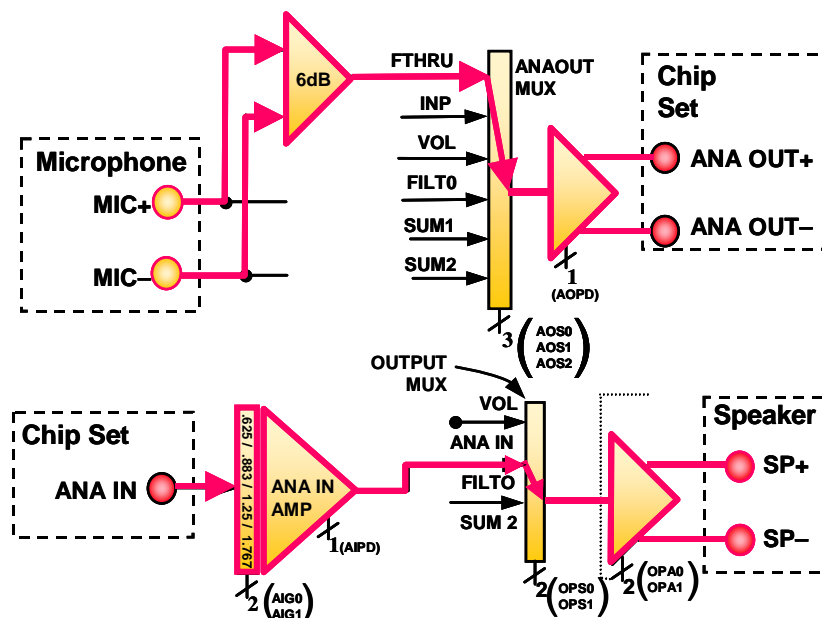 6dB
FTHRU
ANAOUT
MUX
INP
VOL
FILT0
SUM1
SUM2
3
AOS0
AOS1
AOS2
1
(AOPD)
Chip
Set
ANA OUT+
ANA OUT–
Microphone
MIC+
MIC–
OUTPUT
MUX
VOL
ANA IN
FILTO
SUM 2
2
OPS0
OPS1
2
OPA0
OPA1
Speaker
SP+
SP–
Chip Set
ANA IN
.625 / .883 / 1.25 / 1.767
ANA IN
AMP
1 (AIPD)
2
AIG0
AIG1